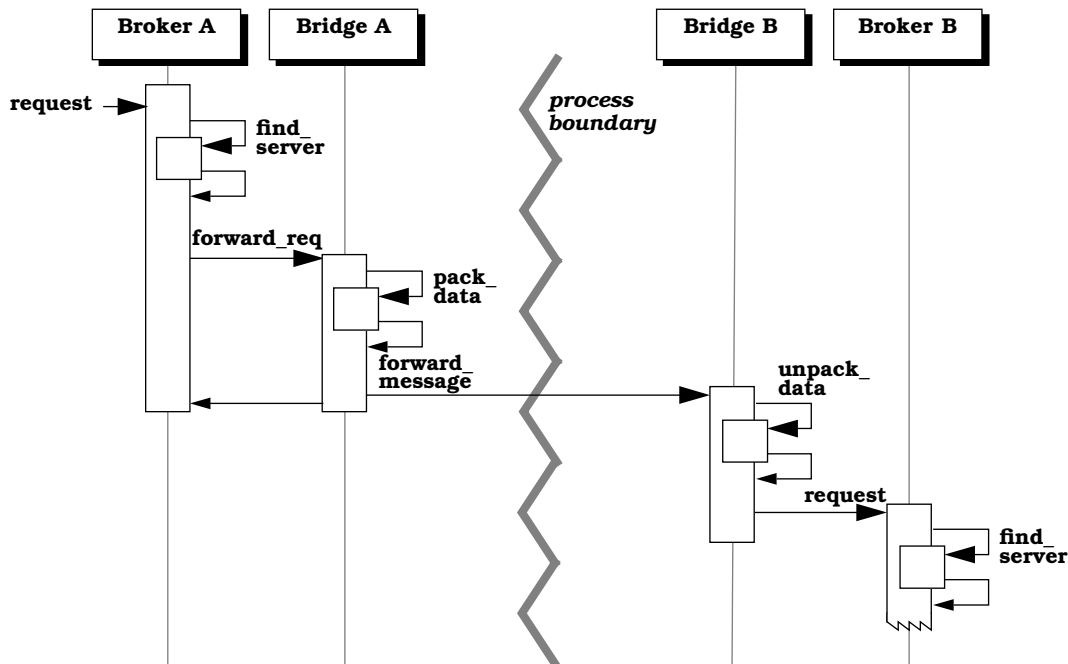 Broker A
Bridge A
Bridge B
Broker B
process
boundary
request
find_
server
forward_req
pack_
data
forward_
message
unpack_
data
request
find_
server